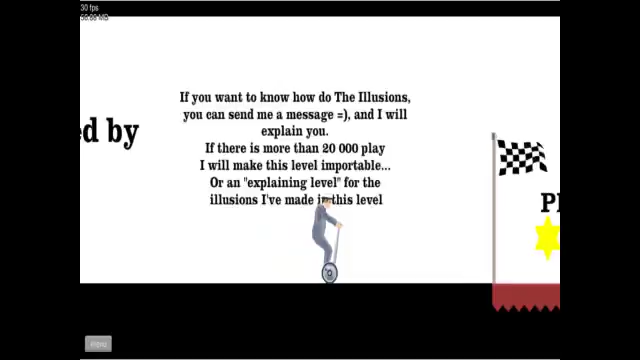 30 fps
If you want to know how do The Illusions,
you can send me a message =), and I will
explain you.
ed by
If there is more than 20 000 play
I will make this level importable...
Or an "explaining level" for the
illusions I've made in this level